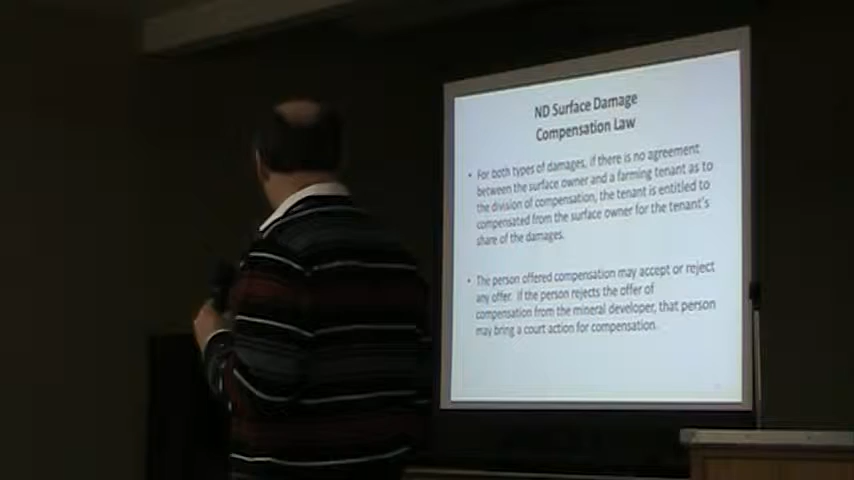 ND Surface Damage
Compensation Law
• For both types of damages, if there is no agreement
between the surface owner and a farming tenant as to
the division of compensation, the tenant is entitled to
compensated from the surface owner for the tenant's
share of the damages.
• The person offered compensation may accept or reject
any offer. If the person rejects the offer of
compensation from the mineral developer, that person
may bring a court action for compensation.